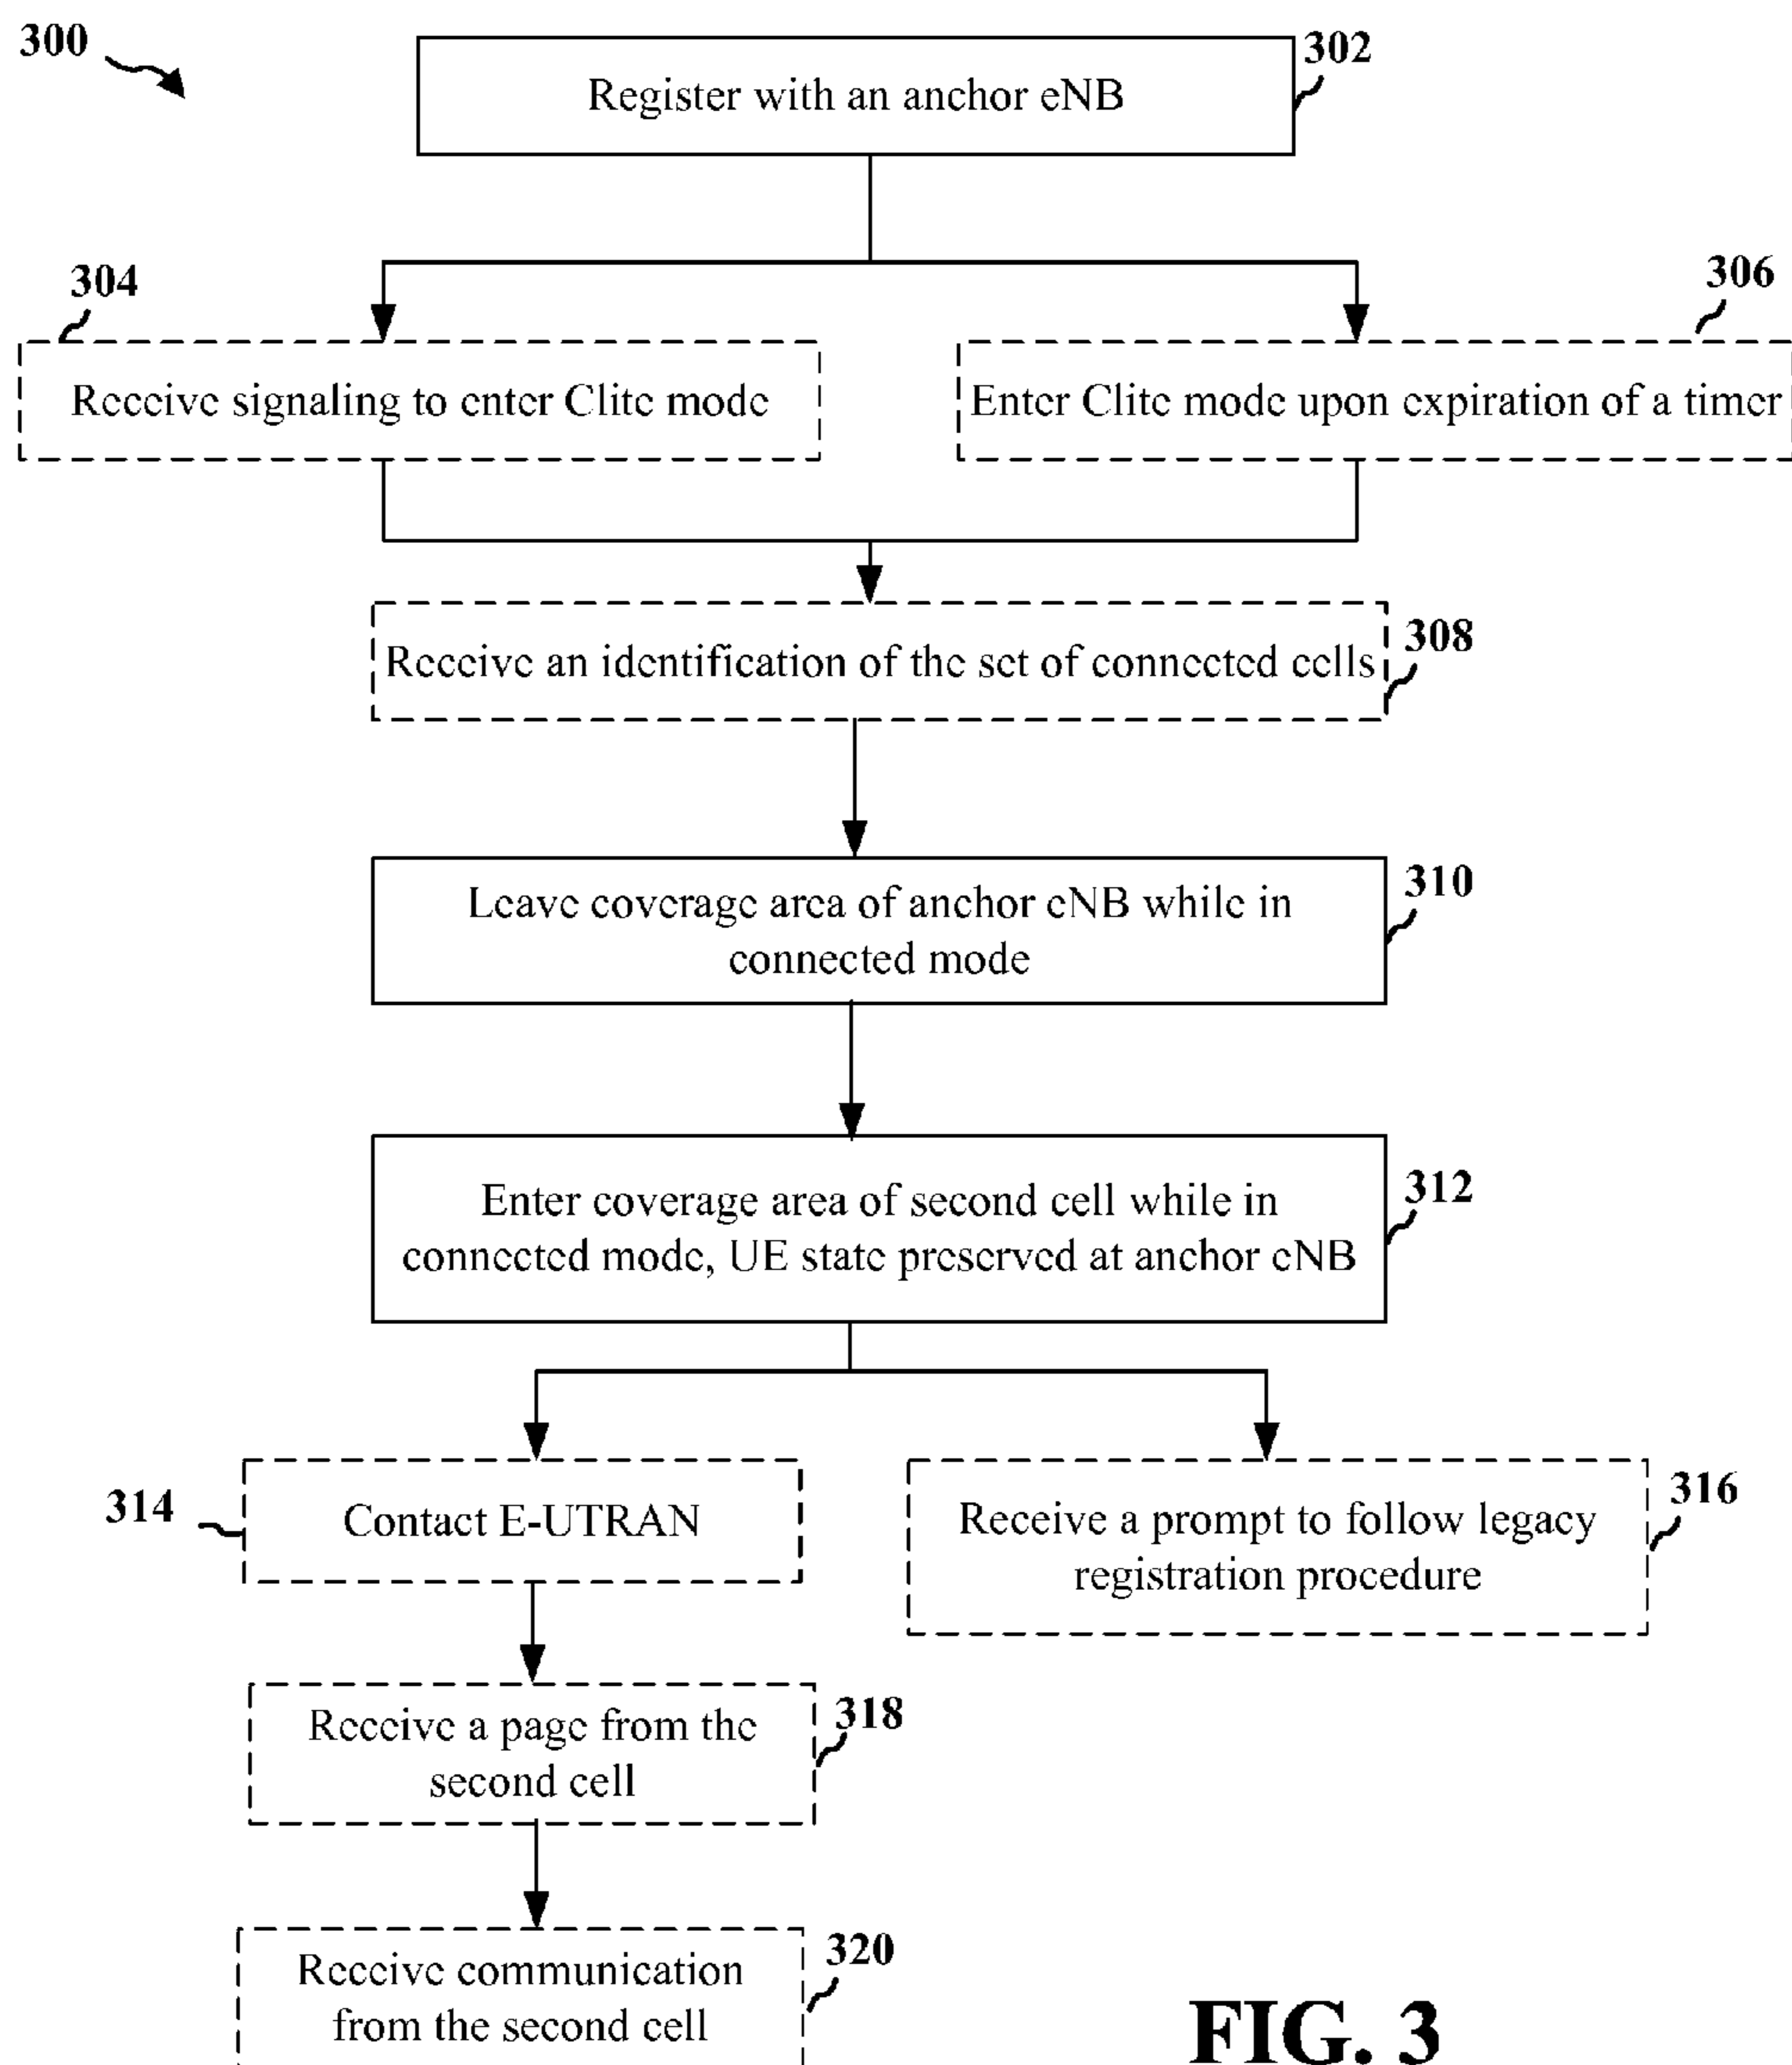 300
302
Register with an anchor eNB
304
306
Receive signaling to enter Clite mode
Enter Clite mode upon expiration of a timer
308
Receive an identification of the set of connected cells
310
Leave coverage area of anchor eNB while in
connected mode
312
Enter coverage area of second cell while in
connected mode, UE state preserved at anchor eNB
314
Contact E-UTRAN
316
Receive a prompt to follow legacy
registration procedure
318
Receive a page from the
second cell
320
Receive communication
from the second cell
FIG. 3